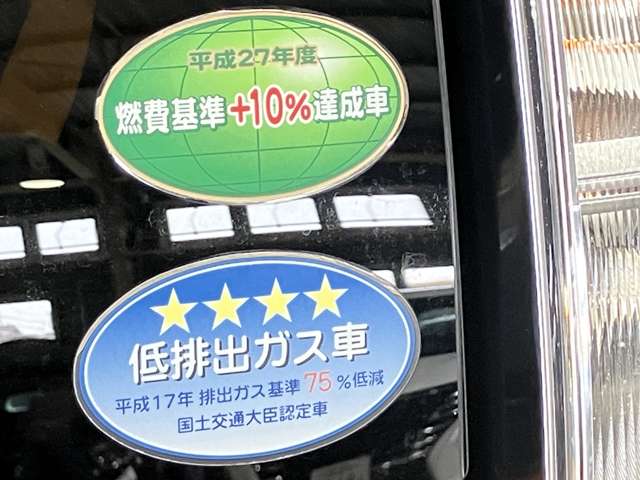 平成27年度
燃費基準+10%達成車
低排出ガス車
平成17年 排出ガス基準 75 %低減
国土交通大臣認定車